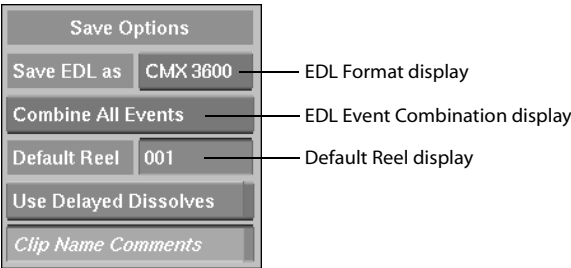 Save Options
Save EDL as CMX 3600 EDL Format display
Combine All Events EDL Event Combination display
Default Reel 001 Default Reel display
Use Delayed Dissolves
Clip Name Comments